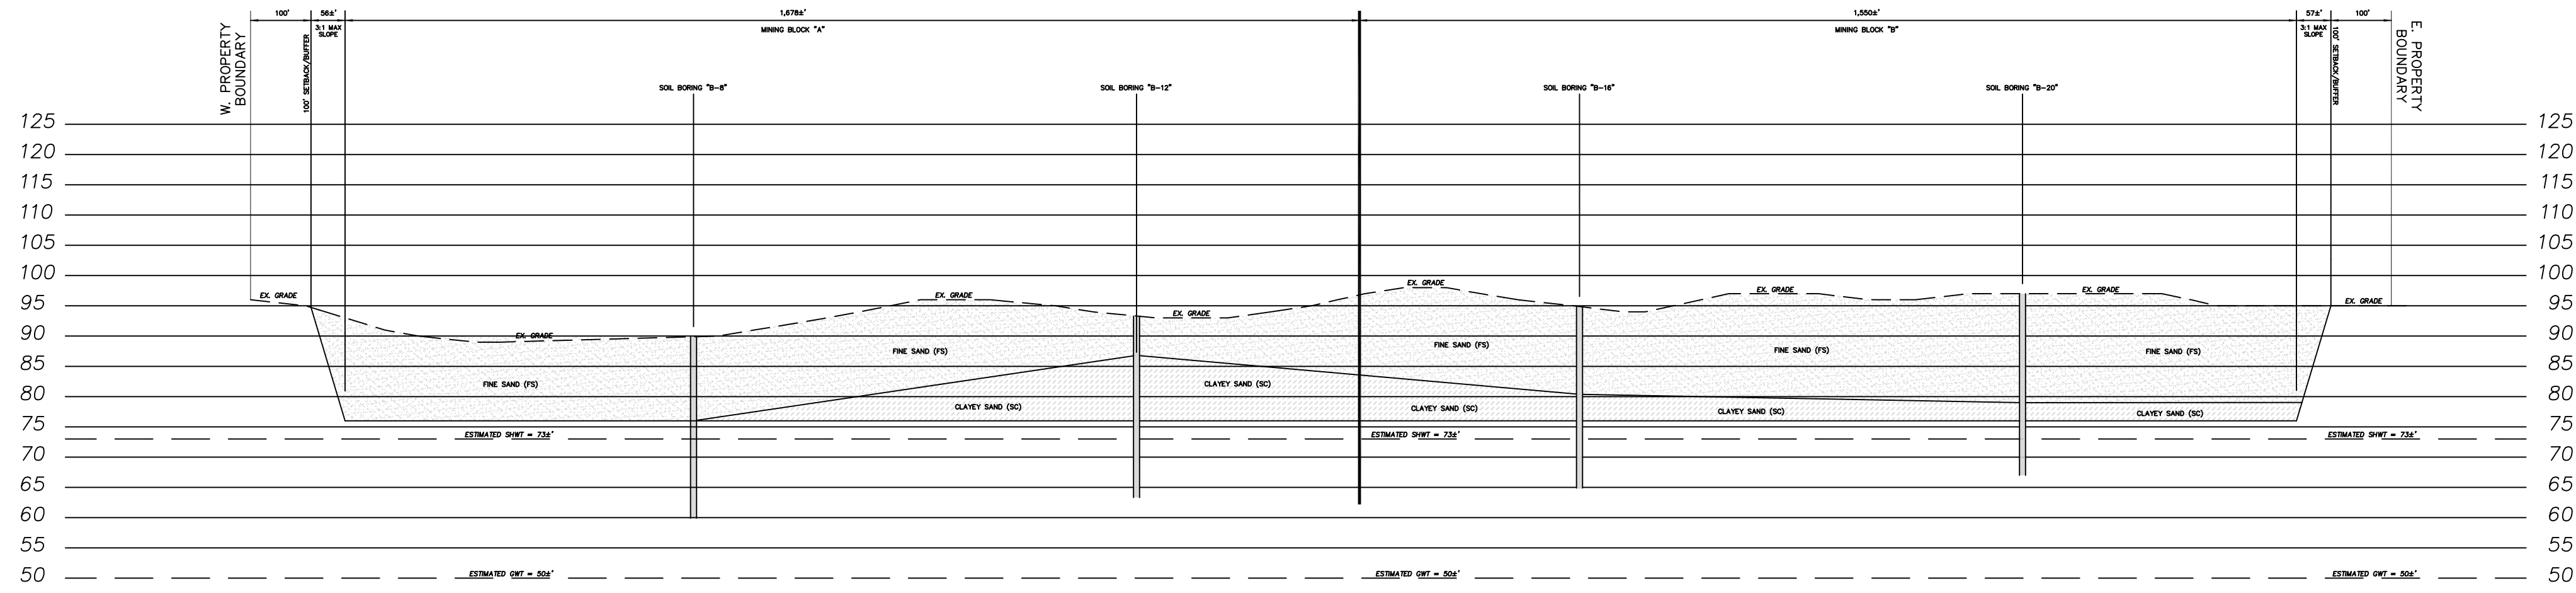 100'
56±'
1,678±'
1,550±'
57±'
100'
3:1 MAX
SLOPE
MINING BLOCK "A"
MINING BLOCK "B"
3:1 MAX
SLOPE
W. PROPERTY
BOUNDARY
100' SETBACK/BUFFER
100' SETBACK/BUFFER
E. PROPERTY
BOUNDARY
SOIL BORING "B-8"
SOIL BORING "B-12"
SOIL BORING "B-16"
SOIL BORING "B-20"
125
125
120
120
115
115
110
110
105
105
100
100
EX. GRADE
EX. GRADE
EX. GRADE
EX. GRADE
EX. GRADE
95
EX. GRADE
95
EX. GRADE
90
EX. GRADE
90
FINE SAND (FS)
FINE SAND (FS)
FINE SAND (FS)
FINE SAND (FS)
85
85
FINE SAND (FS)
CLAYEY SAND (SC)
80
80
CLAYEY SAND (SC)
CLAYEY SAND (SC)
CLAYEY SAND (SC)
CLAYEY SAND (SC)
75
75
ESTIMATED SHWT = 73±'
ESTIMATED SHWT = 73±'
ESTIMATED SHWT = 73±'
70
70
65
65
60
60
55
55
50
ESTIMATED GWT = 50±'
ESTIMATED GWT = 50±'
ESTIMATED GWT = 50±'
50